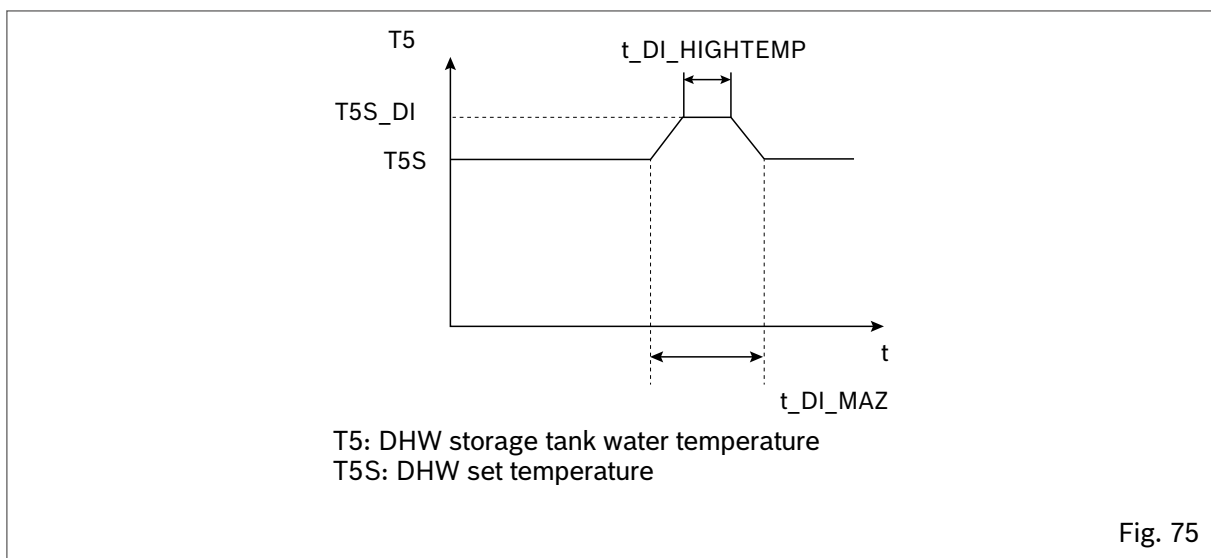 T5
t_DI_HIGHTEMP
T5S_DI
T5S
t
t_DI_MAZ
T5: DHW storage tank water temperature
T5S: DHW set temperature
Fig. 75